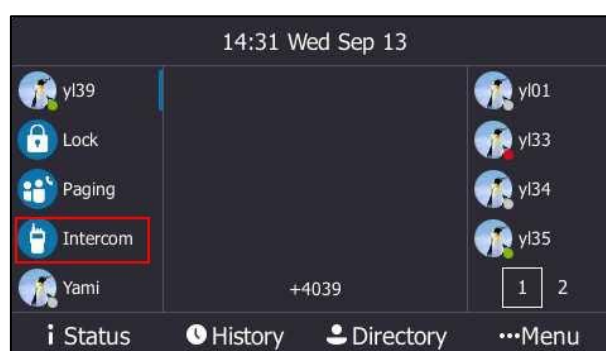 14:31 Wed Sep 13
yl39
Lock
Paging
Intercom
Yami
+4039
yl01
yl33
yl34
yl35
1 2
Status History Directory Menu